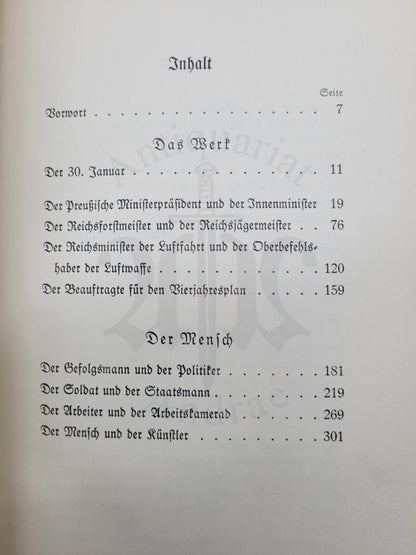 Inhalt
Seite
Vorwort . . . . . . . . . . . . . . . . . 7
Das Werk
Der 30. Januar . . . . . . . . . . . . . . 11
Der Preußische Ministerpräsident und der Innenminister 19
Der Reichsforstmeister und der Reichsjägermeister . . 76
Der Reichsminister der Luftfahrt und der Oberbefehls-
haber der Luftwaffe . . . . . . . . . . . . 120
Der Beauftragte für den Vierjahresplan . . . . . 159
Der Mensch
Der Gefolgsmann und der Politiker . . . . . . . 181
Der Soldat und der Staatsmann . . . . . . . . 219
Der Arbeiter und der Arbeitskamerad . . . . . . 269
Der Mensch und der Künstler . . . . . . . . . 301
Antiquariat